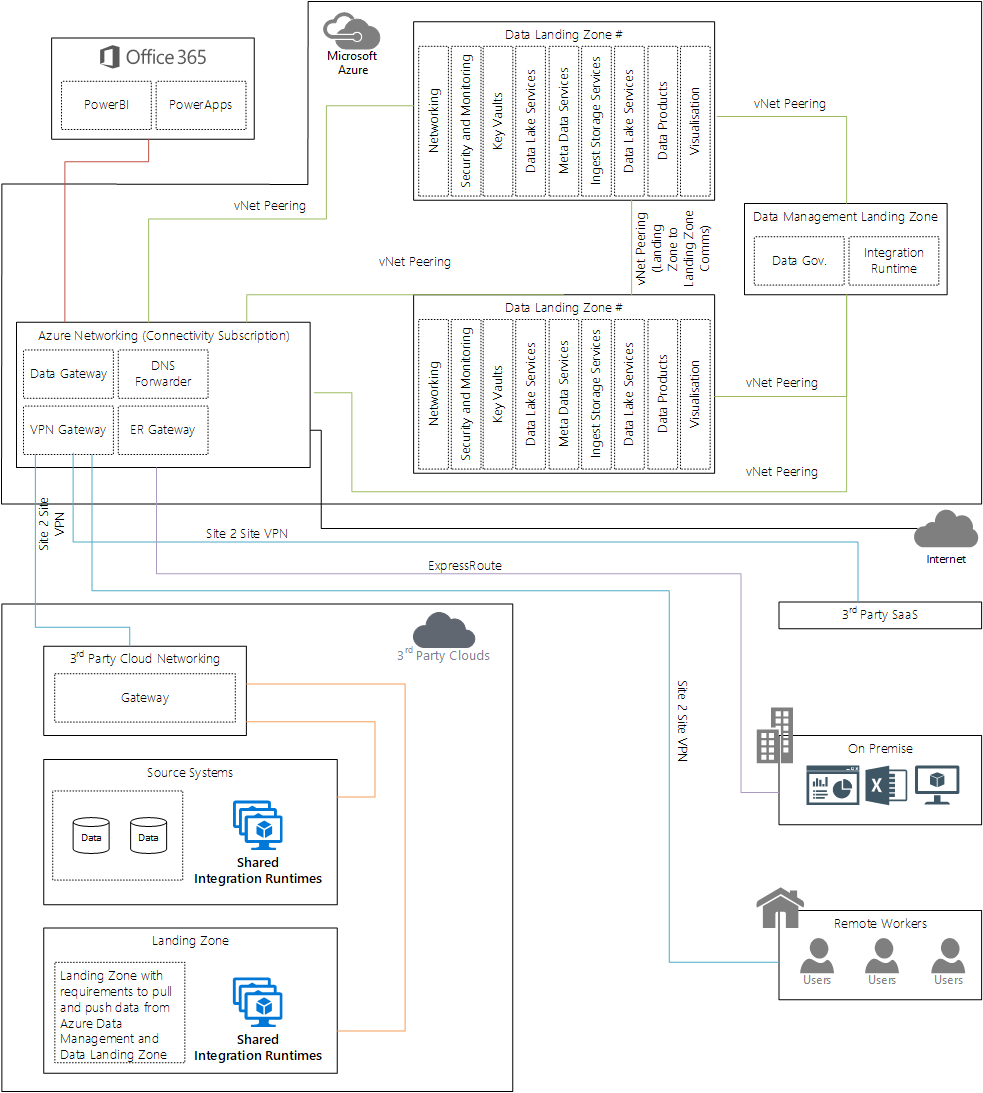 Office 365
PowerBI
PowerApps
Microsoft
Azure
Data Landing Zone #
Networking
Security and Monitoring
Key Vaults
Data Lake Services
Meta Data Services
Ingest Storage Services
Data Lake Services
Data Products
Visualisation
vNet Peering
vNet Peering
vNet Peering
vNet Peering
(Landing
Zone to
Landing Zone
Comms)
Data Management Landing Zone
Data Gov.
Integration
Runtime
Data Landing Zone #
Networking
Security and Monitoring
Key Vaults
Data Lake Services
Meta Data Services
Ingest Storage Services
Data Lake Services
Data Products
Visualisation
vNet Peering
vNet Peering
Azure Networking (Connectivity Subscription)
Data Gateway
DNS
Forwarder
VPN Gateway
ER Gateway
Site 2 Site
VPN
Site 2 Site VPN
ExpressRoute
Internet
3rd Party SaaS
3rd Party Clouds
3rd Party Cloud Networking
Gateway
Site 2 Site VPN
On Premise
X
Source Systems
Data
Data
Shared
Integration Runtimes
Landing Zone
Landing Zone with
requirements to pull
and push data from
Azure Data
Management and
Data Landing Zone
Shared
Integration Runtimes
Remote Workers
Users
Users
Users